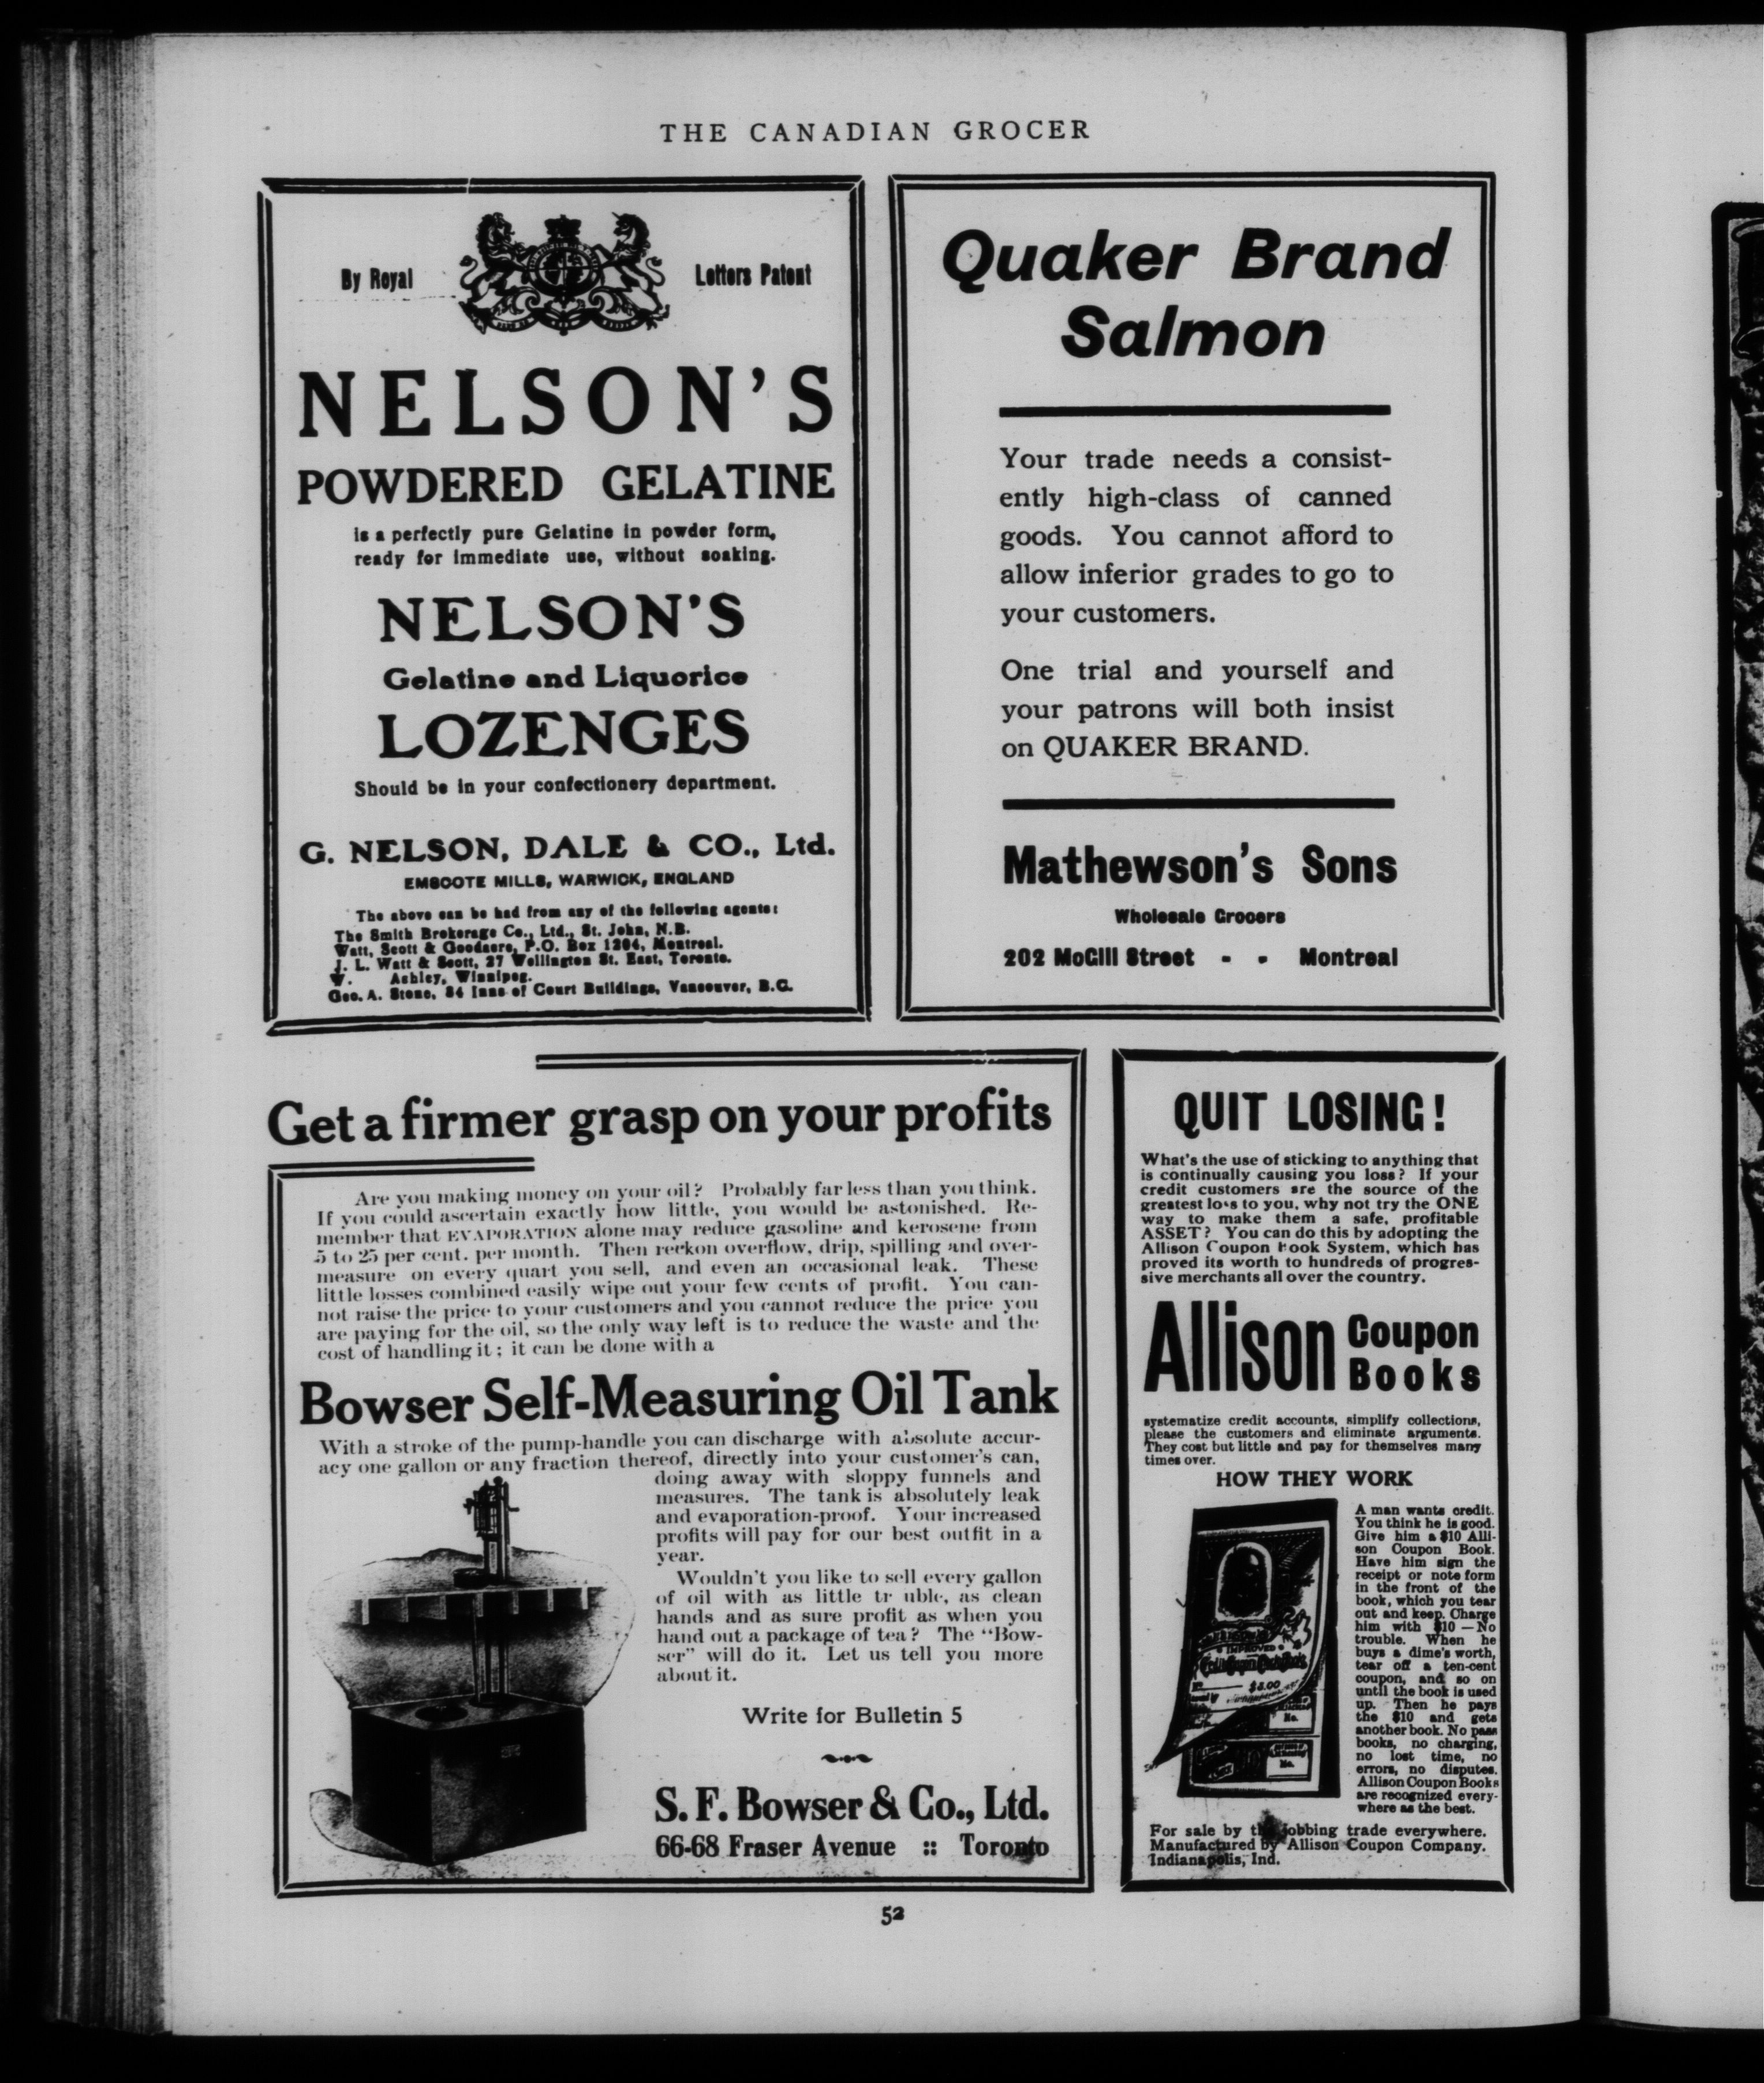 THE CANADIAN GROCER
By Royal Letters Patent
NELSON'S
POWDERED GELATINE
is a perfectly pure Gelatine in powder form,
ready for immediate use, without soaking.
NELSON'S
Gelatine and Liquorice
LOZENGES
Should be in your confectionery department.
G. NELSON, DALE & CO., Ltd.
EMSCOTE MILLS, WARWICK, ENGLAND
The above can be had from any of the following agents:
The Smith Brokerage Co., Ltd., St. John, N.B.
Watt, Scott & Goodacre, P.O. Box 1204, Montreal.
J. L. Watt & Scott, 27 Wellington St. East, Toronto.
W. Ashley, Winnipeg.
Geo. A. Stone, 34 Inns of Court Buildings, Vancouver, B.C.
Quaker Brand
Salmon
Your trade needs a consist-
ently high-class of canned
goods. You cannot afford to
allow inferior grades to go to
your customers.
One trial and yourself and
your patrons will both insist
on QUAKER BRAND.
Mathewson's Sons
Wholesale Grocers
202 McGill Street - - Montreal
Get a firmer grasp on your profits
Are you making money on your oil? Probably far less than you think.
If you could ascertain exactly how little, you would be astonished. Re-
member that EVAPORATION alone may reduce gasoline and kerosene from
5 to 25 per cent. per month. Then reckon overflow, drip, spilling and over-
measure on every quart you sell, and even an occasional leak. These
little losses combined easily wipe out your few cents of profit. You can-
not raise the price to your customers and you cannot reduce the price you
are paying for the oil, so the only way left is to reduce the waste and the
cost of handling it; it can be done with a
Bowser Self-Measuring Oil Tank
With a stroke of the pump-handle you can discharge with absolute accur-
acy one gallon or any fraction thereof, directly into your customer's can,
doing away with sloppy funnels and
measures. The tank is absolutely leak
and evaporation-proof. Your increased
profits will pay for our best outfit in a
year.
Wouldn't you like to sell every gallon
of oil with as little tr uble, as clean
hands and as sure profit as when you
hand out a package of tea? The "Bow-
ser" will do it. Let us tell you more
about it.
Write for Bulletin 5
S. F. Bowser & Co., Ltd.
66-68 Fraser Avenue :: Toronto
QUIT LOSING!
What's the use of sticking to anything that
is continually causing you loss? If your
credit customers are the source of the
greatest loss to you, why not try the ONE
way to make them a safe, profitable
ASSET? You can do this by adopting the
Allison Coupon Book System, which has
proved its worth to hundreds of progres-
sive merchants all over the country.
Allison Coupon
Books
systematize credit accounts, simplify collections,
please the customers and eliminate arguments.
They cost but little and pay for themselves many
times over.
HOW THEY WORK
A man wants credit.
You think he is good.
Give him a $10 Alli-
son Coupon Book.
Have him sign the
receipt or note form
in the front of the
book, which you tear
out and keep. Charge
him with $10—No
trouble. When he
buys a dime's worth,
tear off a ten-cent
coupon, and so on
until the book is used
up. Then he pays
the $10 and gets
another book. No pass
books, no charging,
no lost time, no
errors, no disputes.
Allison Coupon Books
are recognized every-
where as the best.
IMPROVED
$5.00
No.
No.
For sale by the jobbing trade everywhere.
Manufactured by Allison Coupon Company.
Indianapolis, Ind.
52